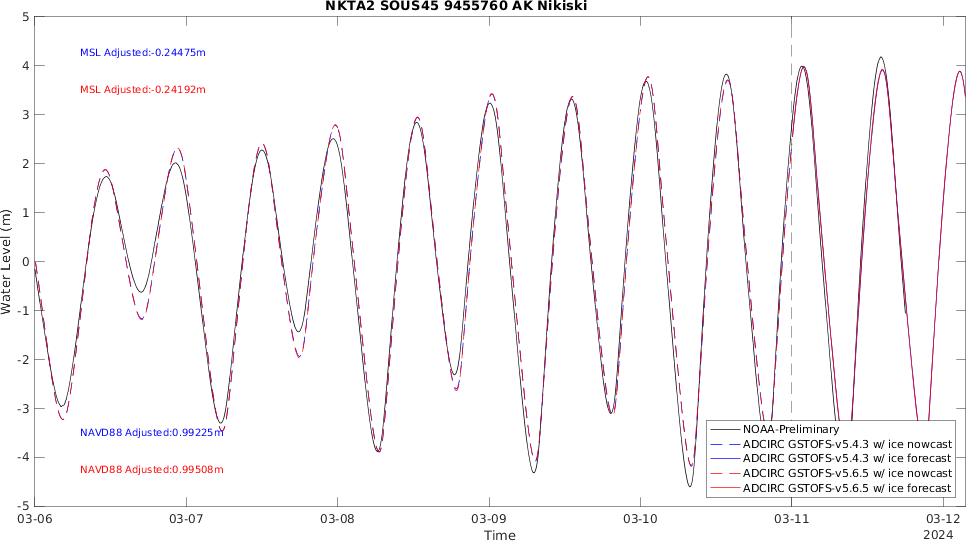 NKTA2 SOUS45 9455760 AK Nikiski
5
4
3
2
1
0
-1
-2
-3
-4
-5
Water Level (m)
MSL Adjusted:-0.24475m
MSL Adjusted:-0.24192m
NAVD88 Adjusted:0.99225m
NAVD88 Adjusted:0.99508m
NOAA-Preliminary
ADCIRC GSTOFS-v5.4.3 w/ ice nowcast
ADCIRC GSTOFS-v5.4.3 w/ ice forecast
ADCIRC GSTOFS-v5.6.5 w/ ice nowcast
ADCIRC GSTOFS-v5.6.5 w/ ice forecast
03-06 03-07 03-08 03-09 03-10 03-11 03-12
Time
2024